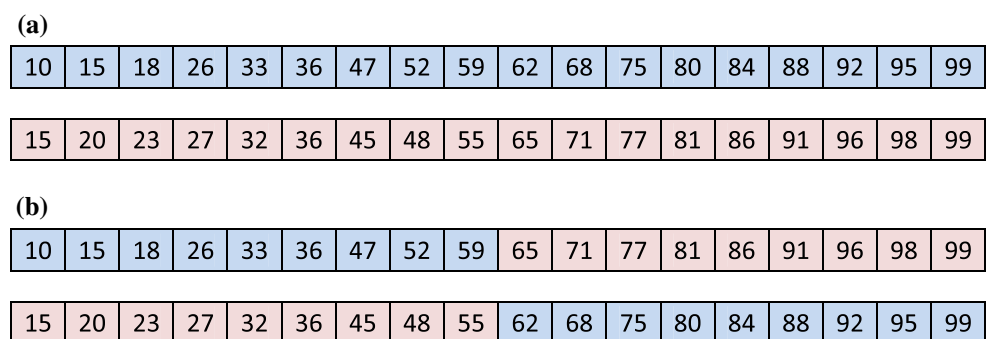 (a)
10 15 18 26 33 36 47 52 59 62 68 75 80 84 88 92 95 99
15 20 23 27 32 36 45 48 55 65 71 77 81 86 91 96 98 99
(b)
10 15 18 26 33 36 47 52 59 65 71 77 81 86 91 96 98 99
15 20 23 27 32 36 45 48 55 62 68 75 80 84 88 92 95 99